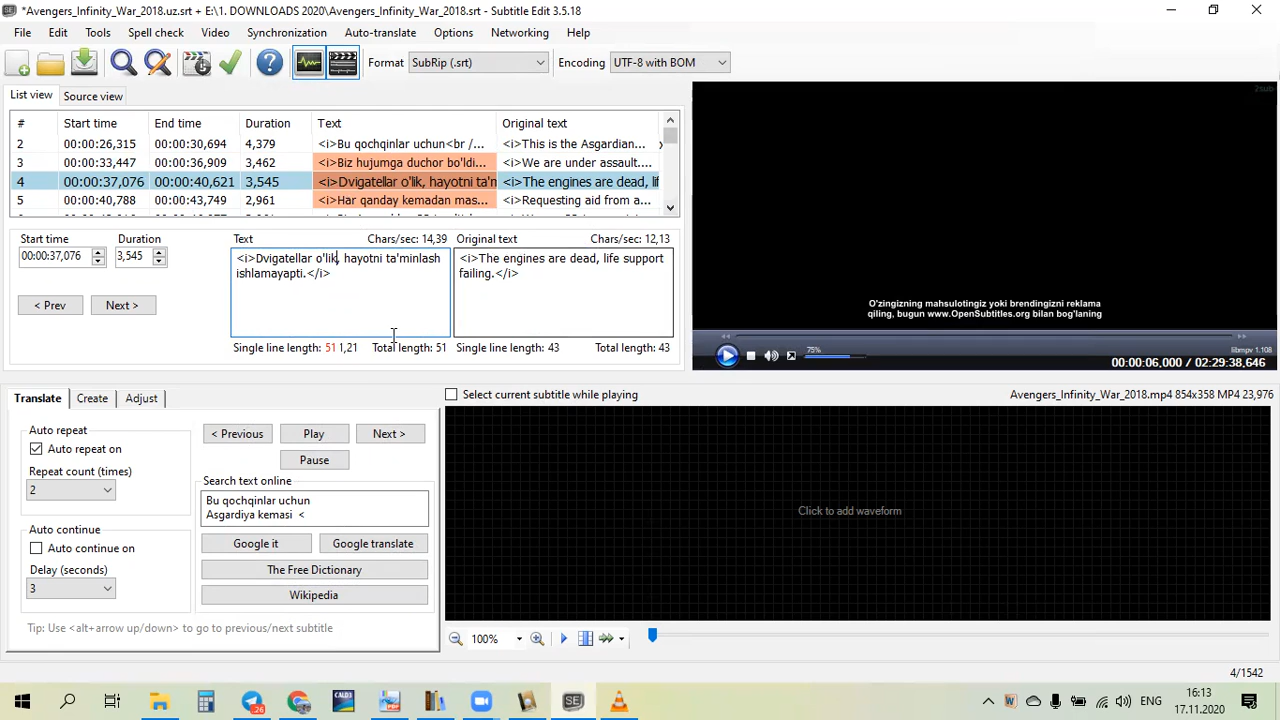 *Avengers_Infinity_War_2018.uz.srt + E:\1. DOWNLOADS 2020\Avengers_Infinity_War_2018.srt - Subtitle Edit 3.5.18
File Edit Tools Spell check Video Synchronization Auto-translate Options Networking Help
Format SubRip (.srt) Encoding UTF-8 with BOM
List view Source view
2sub
# Start time End time Duration Text Original text
2 00:00:26,315 00:00:30,694 4,379 <i>Bu qochqinlar uchun<br /... <i>This is the Asgardian...
3 00:00:33,447 00:00:36,909 3,462 <i>Biz hujumga duchor bo'ldi... <i>We are under assault....
4 00:00:37,076 00:00:40,621 3,545 <i>Dvigatellar o'lik, hayotni ta'm <i>The engines are dead, lif
5 00:00:40,788 00:00:43,749 2,961 <i>Har qanday kemadan mas... <i>Requesting aid from a...
Start time Duration Text Chars/sec: 14,39 Original text Chars/sec: 12,13
00:00:37,076 3,545
<i>Dvigatellar o'lik, hayotni ta'minlash
ishlamayapti.</i>
<i>The engines are dead, life support
failing.</i>
< Prev Next >
Single line length: 51 1,21 Total length: 51 Single line length: 43 Total length: 43
O'zingizning mahsulotingiz yoki brendingizni reklama
qiling, bugun www.OpenSubtitles.org bilan bog'laning
75%
libmpv 1.108
00:00:06,000 / 02:29:38,646
Translate Create Adjust
Select current subtitle while playing Avengers_Infinity_War_2018.mp4 854x358 MP4 23,976
Auto repeat
Auto repeat on
Repeat count (times)
2
Auto continue
Auto continue on
Delay (seconds)
3
< Previous Play Next >
Pause
Search text online
Bu qochqinlar uchun
Asgardiya kemasi <
Google it Google translate
The Free Dictionary
Wikipedia
Tip: Use <alt+arrow up/down> to go to previous/next subtitle
Click to add waveform
100%
4/1542
CALD3
26
ENG
16:13
17.11.2020